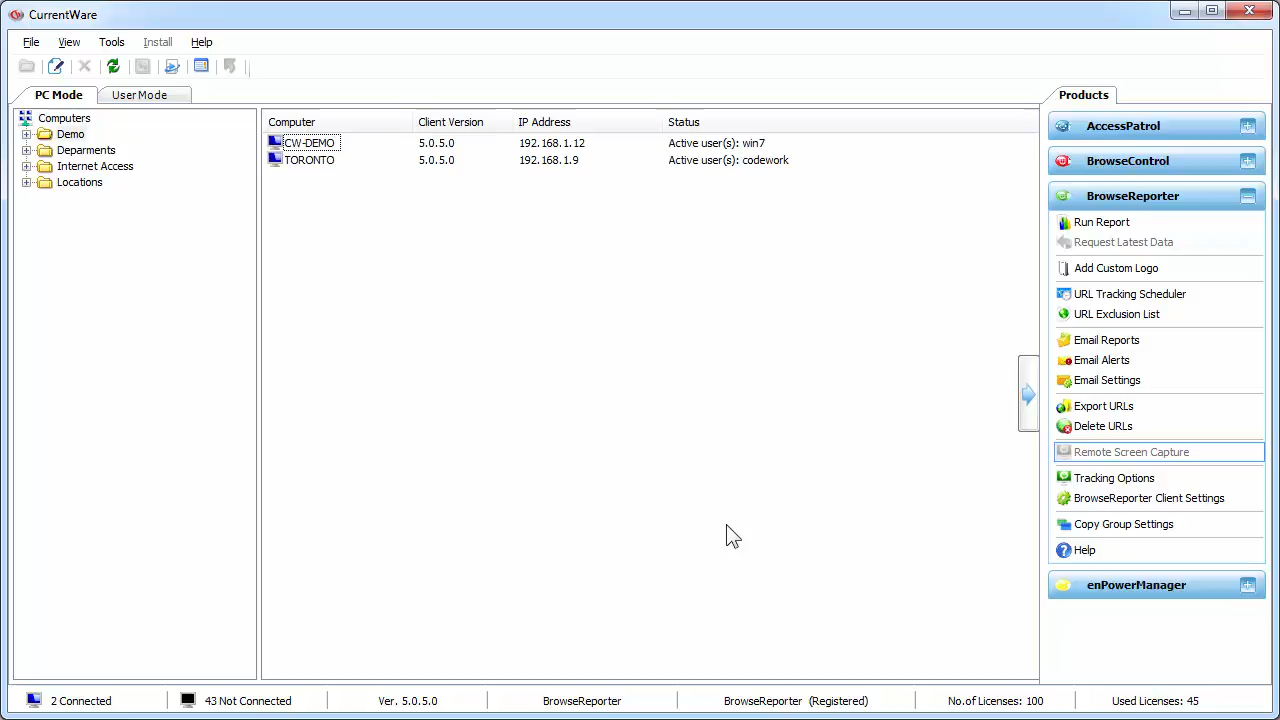 CurrentWare
File View Tools Install Help
PC Mode User Mode
Computers
Demo
Deparments
Internet Access
Locations
Computer Client Version IP Address Status
CW-DEMO 5.0.5.0 192.168.1.12 Active user(s): win7
TORONTO 5.0.5.0 192.168.1.9 Active user(s): codework
Products
AccessPatrol
BrowseControl
BrowseReporter
Run Report
Request Latest Data
Add Custom Logo
URL Tracking Scheduler
URL Exclusion List
Email Reports
Email Alerts
Email Settings
Export URLs
Delete URLs
Remote Screen Capture
Tracking Options
BrowseReporter Client Settings
Copy Group Settings
Help
enPowerManager
2 Connected 43 Not Connected Ver. 5.0.5.0 BrowseReporter BrowseReporter (Registered) No.of Licenses: 100 Used Licenses: 45